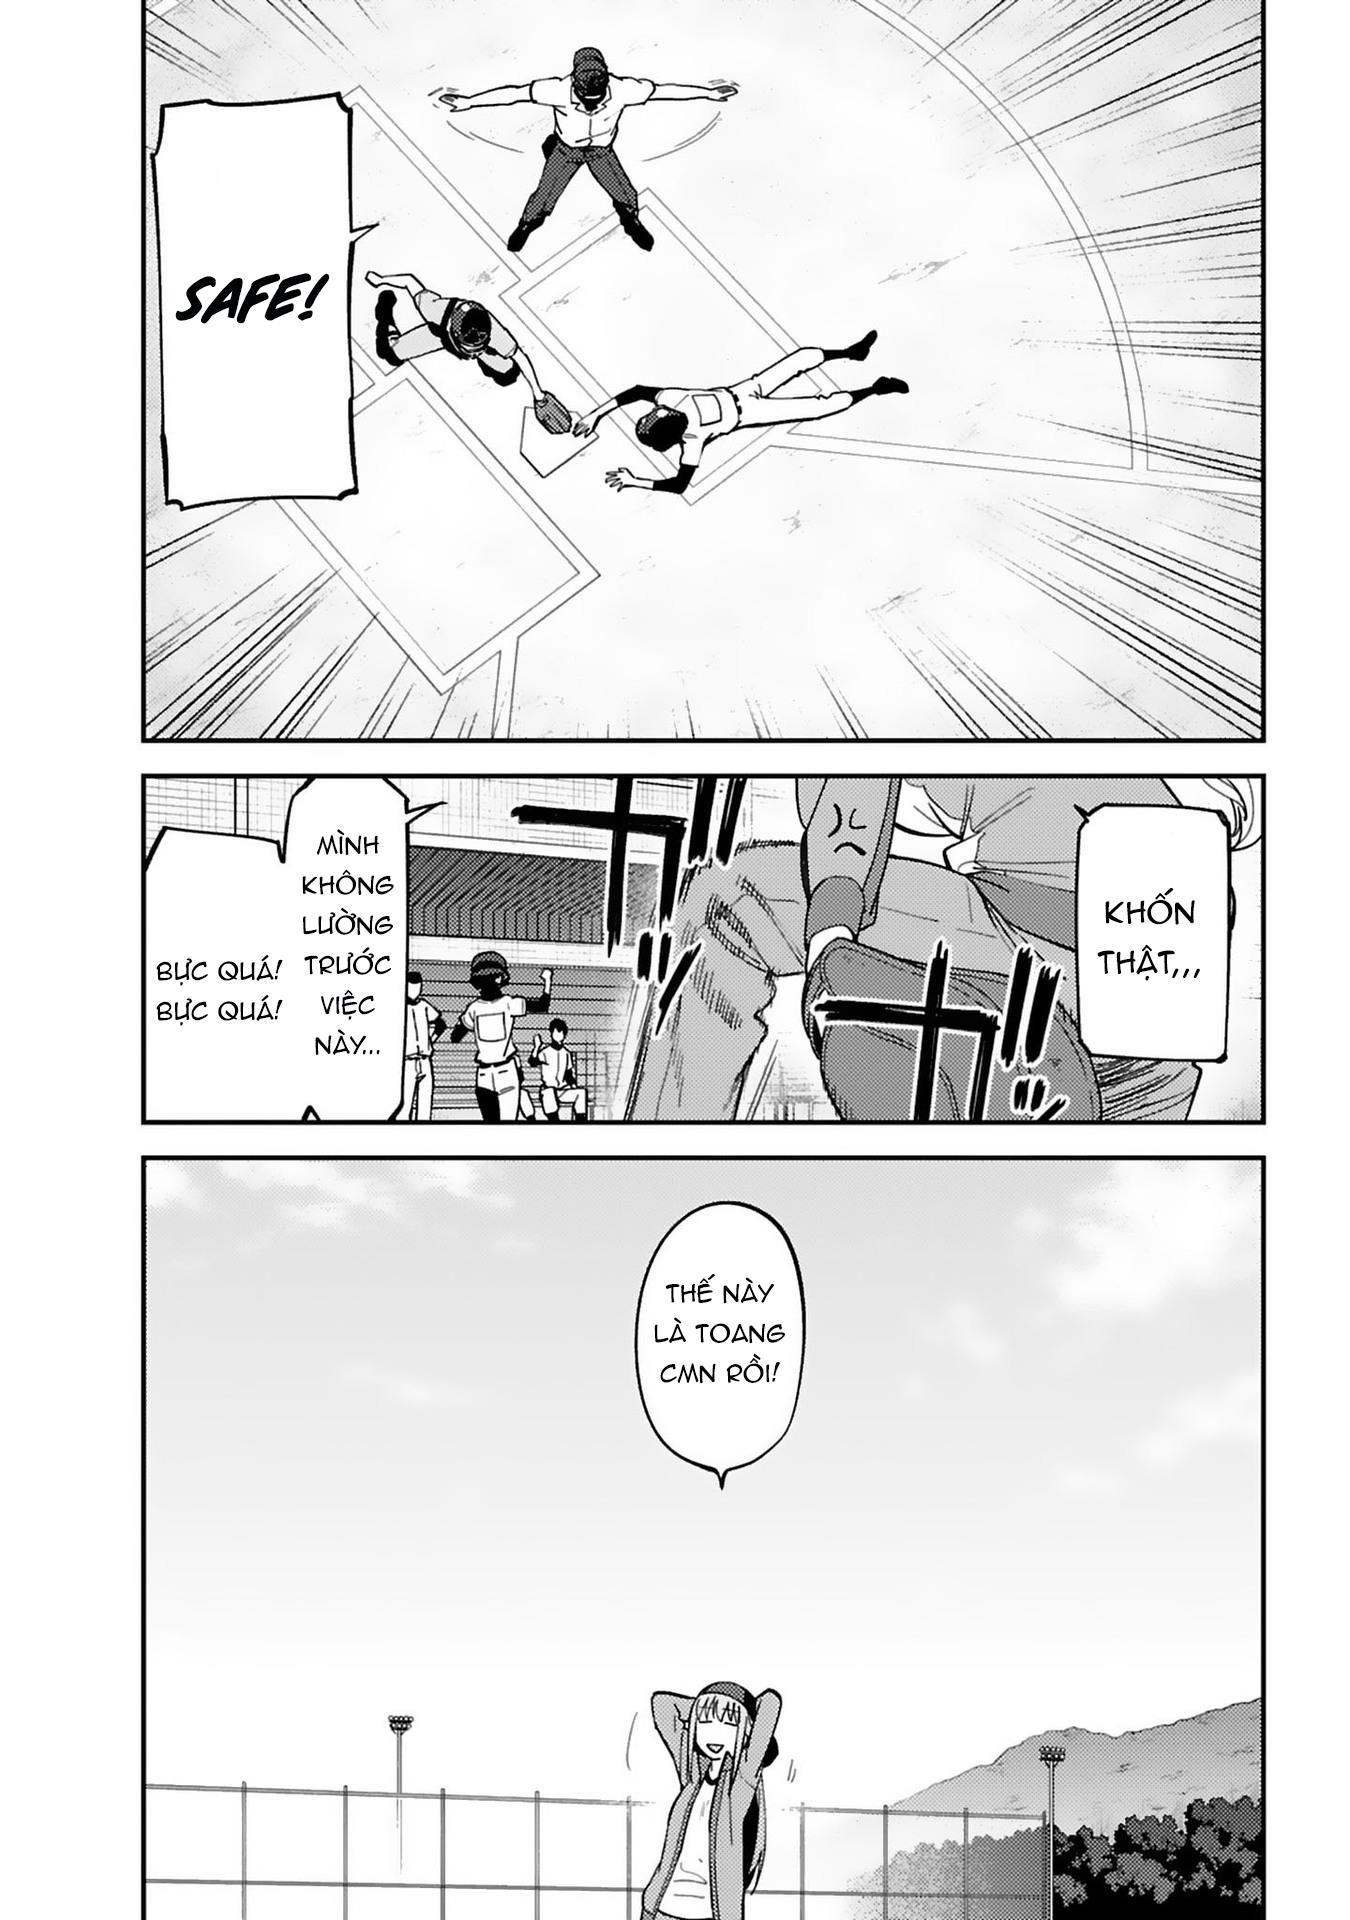 SAFE!
KHỐN
THẬT,,,
MÌNH
KHÔNG
LƯỜNG
TRƯỚC
VIỆC
NÀY...
BỰC QUÁ!
BỰC QUÁ!
THẾ NÀY
LÀ TOANG
CMN RỒI!